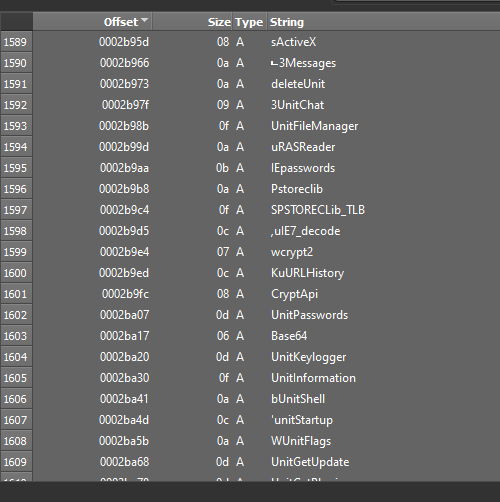 Offset Size Type String
1589 0002b95d 08 A sActiveX
1590 0002b966 0a A ⌙3Messages
1591 0002b973 0a A deleteUnit
1592 0002b97f 09 A 3UnitChat
1593 0002b98b 0f A UnitFileManager
1594 0002b99d 0a A uRASReader
1595 0002b9aa 0b A IEpasswords
1596 0002b9b8 0a A Pstoreclib
1597 0002b9c4 0f A SPSTORECLib_TLB
1598 0002b9d5 0c A ,uIE7_decode
1599 0002b9e4 07 A wcrypt2
1600 0002b9ed 0c A KuURLHistory
1601 0002b9fc 08 A CryptApi
1602 0002ba07 0d A UnitPasswords
1603 0002ba17 06 A Base64
1604 0002ba20 0d A UnitKeylogger
1605 0002ba30 0f A UnitInformation
1606 0002ba41 0a A bUnitShell
1607 0002ba4d 0c A 'unitStartup
1608 0002ba5b 0a A WUnitFlags
1609 0002ba68 0d A UnitGetUpdate